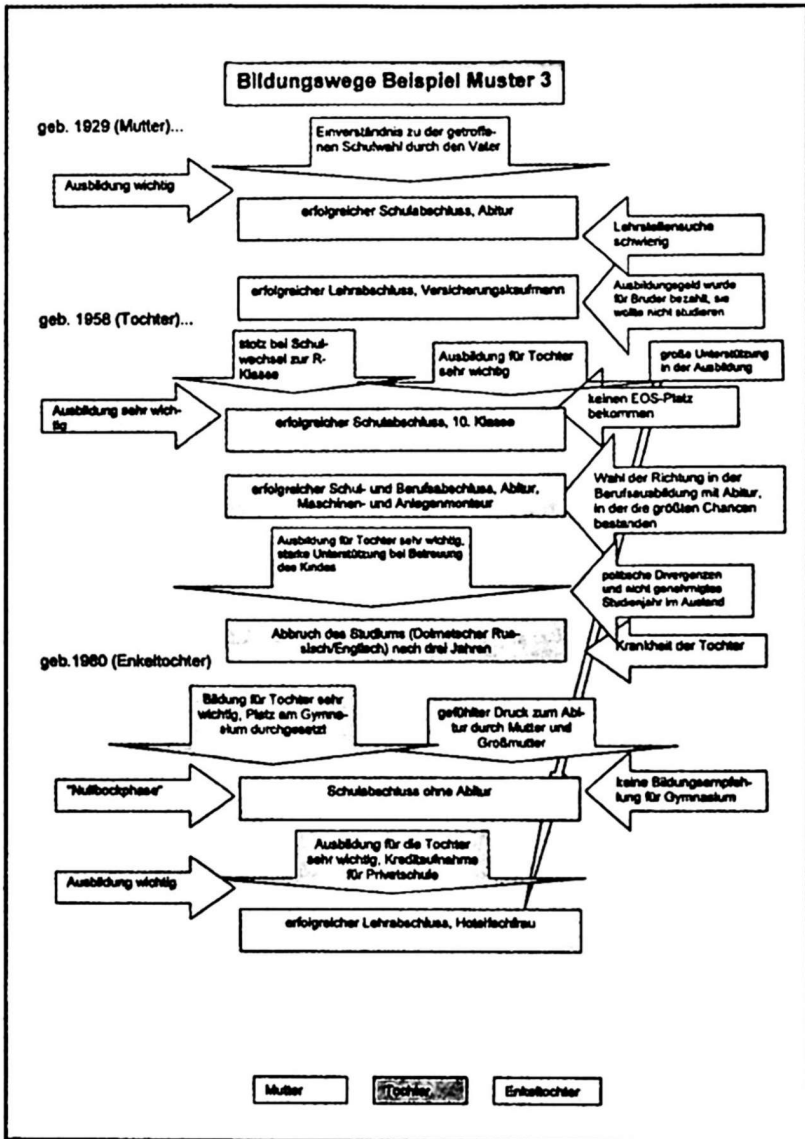 Bildungswege Beispiel Muster 3
geb. 1929 (Mutter)...
Einverständnis zu der getroffe-
nen Schulwahl durch den Vater
Ausbildung wichtig
erfolgreicher Schulabschluss, Abitur
Lehrstellensuche
schwierig
erfolgreicher Lehrabschluss, Versicherungskaufmann
Ausbildungsgeld wurde
für Bruder bezahlt, sie
wollte nicht studieren
geb. 1958 (Tochter)...
stolz bei Schul-
wechsel zur R-
Klasse
Ausbildung für Tochter
sehr wichtig
große Unterstützung
in der Ausbildung
Ausbildung sehr wich-
tig
erfolgreicher Schulabschluss, 10. Klasse
keinen EOS-Platz
bekommen
erfolgreicher Schul- und Berufsabschluss, Abitur,
Maschinen- und Anlagenmonteur
Wahl der Richtung in der
Berufsausbildung mit Abitur,
in der die größten Chancen
bestanden
Ausbildung für Tochter sehr wichtig,
starke Unterstützung bei Betreuung
des Kindes
politische Divergenzen
und nicht genehmigtes
Studienjahr im Ausland
Abbruch des Studiums (Dolmetscher Rus-
sisch/Englisch) nach drei Jahren
Krankheit der Tochter
geb.1980 (Enkeltochter)
Bildung für Tochter sehr
wichtig, Platz am Gymna-
sium durchgesetzt
gefühlter Druck zum Abi-
tur durch Mutter und
Großmutter
"Nullbockphase"
Schulabschluss ohne Abitur
keine Bildungsempfeh-
lung für Gymnasium
Ausbildung für die Tochter
sehr wichtig, Kreditaufnahme
für Privatschule
Ausbildung wichtig
erfolgreicher Lehrabschluss, Hotelfachfrau
Mutter
Tochter
Enkeltochter